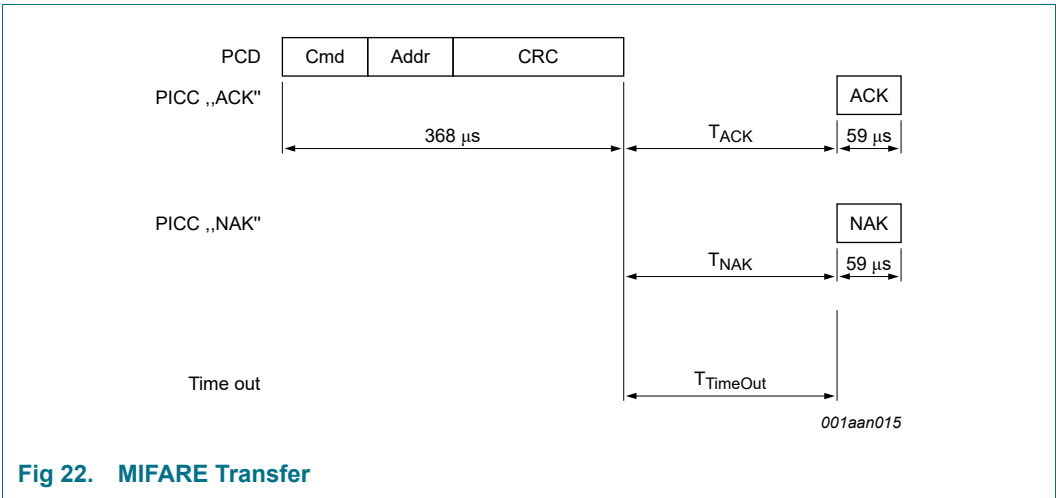 PCD Cmd Addr CRC
PICC ,,ACK" ACK
368 μs TACK 59 μs
PICC ,,NAK" NAK
TNAK 59 μs
Time out TTimeOut
001aan015
Fig 22. MIFARE Transfer